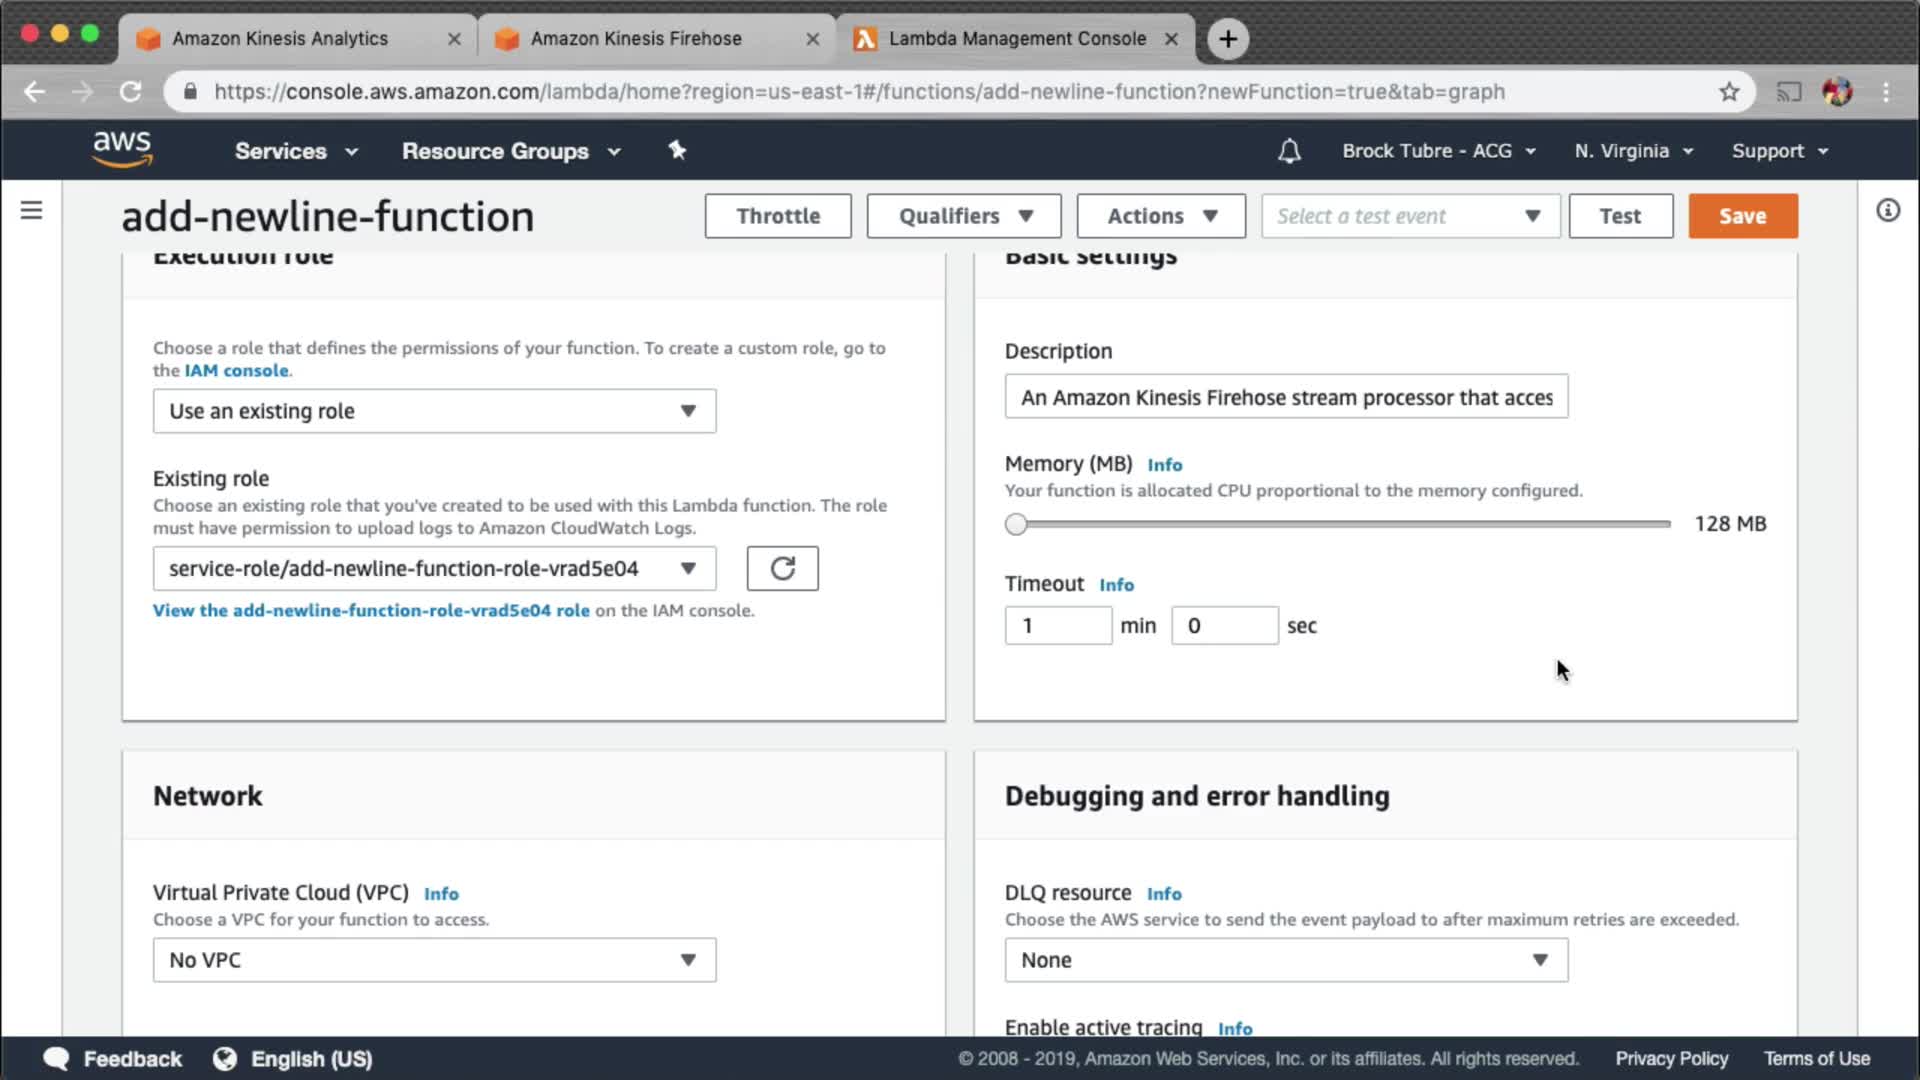 Amazon Kinesis Analytics
Amazon Kinesis Firehose
Lambda Management Console
https://console.aws.amazon.com/lambda/home?region=us-east-1#/functions/add-newline-function?newFunction=true&tab=graph
aws
Services
Resource Groups
Brock Tubre - ACG
N. Virginia
Support
add-newline-function
Throttle
Qualifiers
Actions
Select a test event
Test
Save
Execution role
Choose a role that defines the permissions of your function. To create a custom role, go to
the IAM console.
Use an existing role
Existing role
Choose an existing role that you've created to be used with this Lambda function. The role
must have permission to upload logs to Amazon CloudWatch Logs.
service-role/add-newline-function-role-vrad5e04
View the add-newline-function-role-vrad5e04 role on the IAM console.
Basic settings
Description
An Amazon Kinesis Firehose stream processor that acces
Memory (MB) Info
Your function is allocated CPU proportional to the memory configured.
128 MB
Timeout Info
1 min 0 sec
Network
Virtual Private Cloud (VPC) Info
Choose a VPC for your function to access.
No VPC
Debugging and error handling
DLQ resource Info
Choose the AWS service to send the event payload to after maximum retries are exceeded.
None
Enable active tracing Info
Feedback
English (US)
© 2008 - 2019, Amazon Web Services, Inc. or its affiliates. All rights reserved.
Privacy Policy
Terms of Use